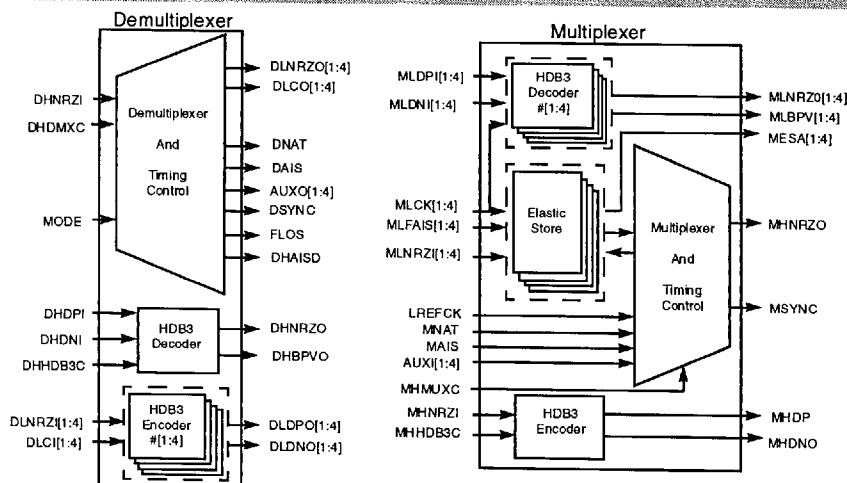 Demultiplexer
DHNRZI
DHDMXC
MODE
Demultiplexer
And
Timing
Control
DLNRZO[1:4]
DLCO[1:4]
DNAT
DAIS
AUXO[1:4]
DSYNC
FLOS
DHAISD
DHDPI
DHDNI
DHHDB3C
HDB3
Decoder
DHNRZO
DHBPVO
DLNRZI[1:4]
DLCI[1:4]
HDB3
Encoder
#[1:4]
DLDPO[1:4]
DLDNO[1:4]
Multiplexer
MLDPI[1:4]
MLDNI[1:4]
HDB3
Decoder
#[1:4]
MLNRZ0[1:4]
MLBPV[1:4]
MESA[1:4]
MLCK[1:4]
MLFAIS[1:4]
MLNRZI[1:4]
Elastic
Store
Multiplexer
And
Timing
Control
MHNRZO
MSYNC
LREFCK
MNAT
MAIS
AUXI[1:4]
MHMUXC
MHNRZI
MHHDB3C
HDB3
Encoder
MHDP
MHDNO